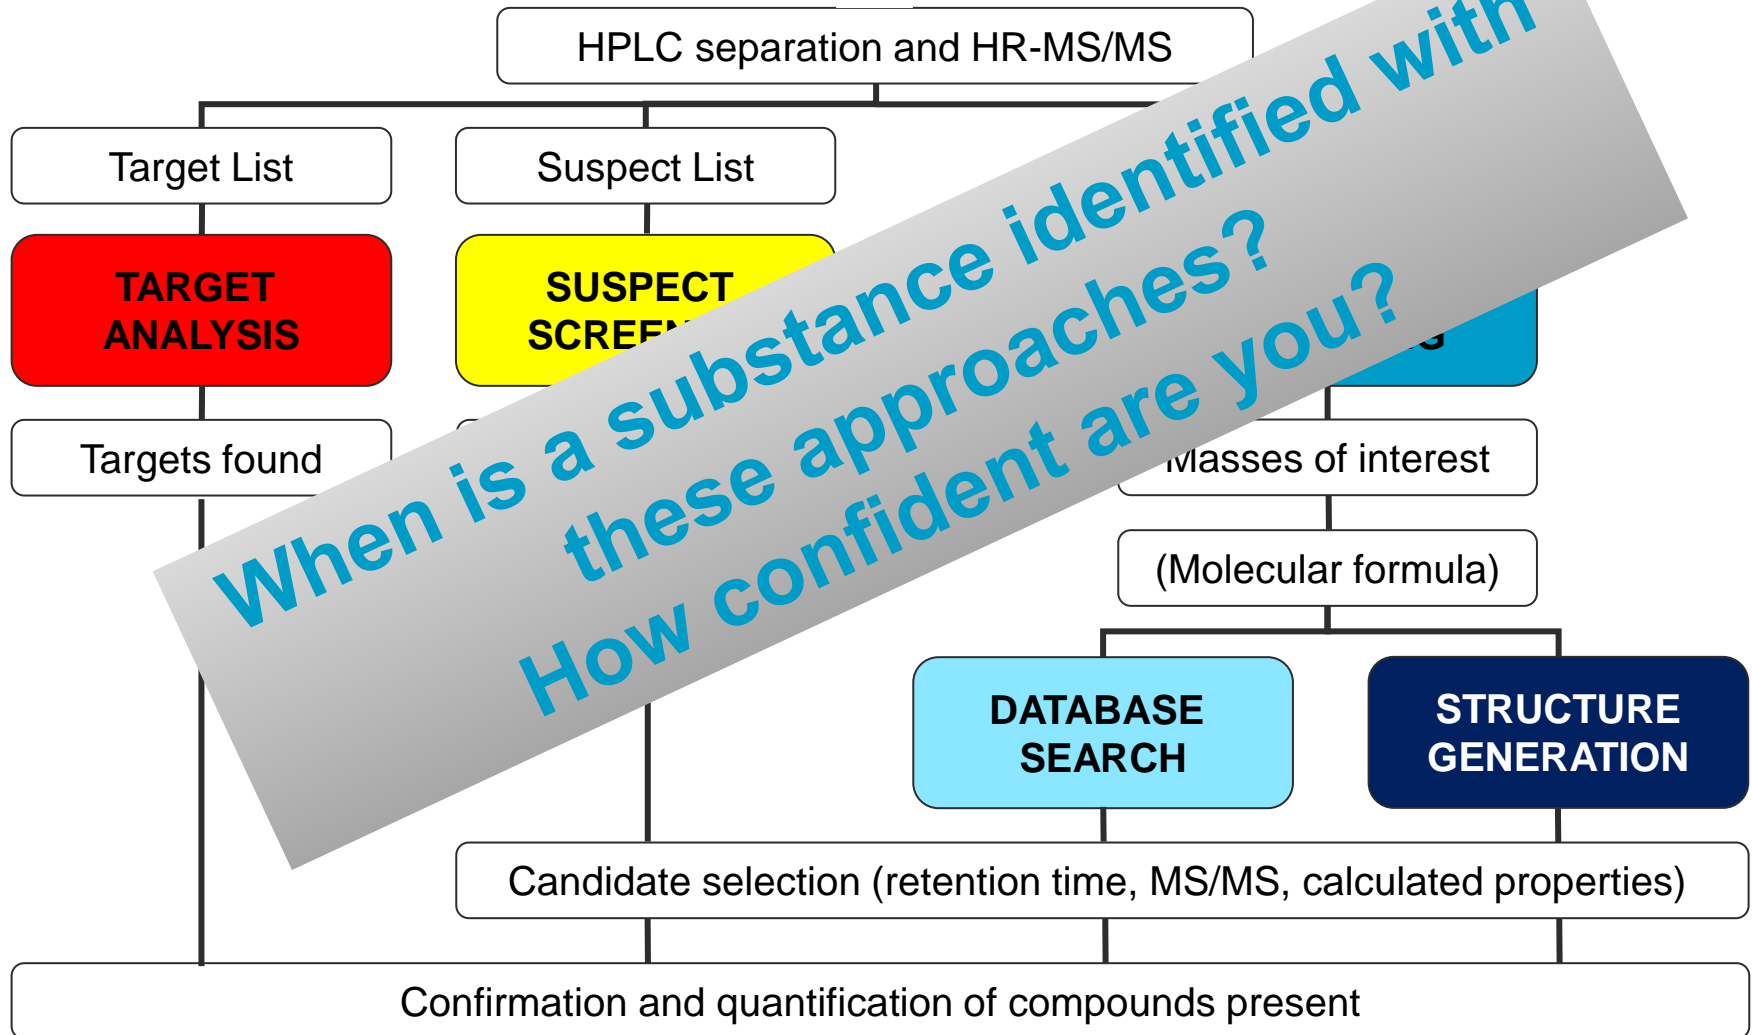 HPLC separation and HR-MS/MS
Target List
Suspect List
TARGET
ANALYSIS
SUSPECT
Targets found
Masses of interest
(Molecular formula)
DATABASE
SEARCH
STRUCTURE
GENERATION
Candidate selection (retention time, MS/MS, calculated properties)
Confirmation and quantification of compounds present
When is a substance identified with
these approaches?
How confident are you?